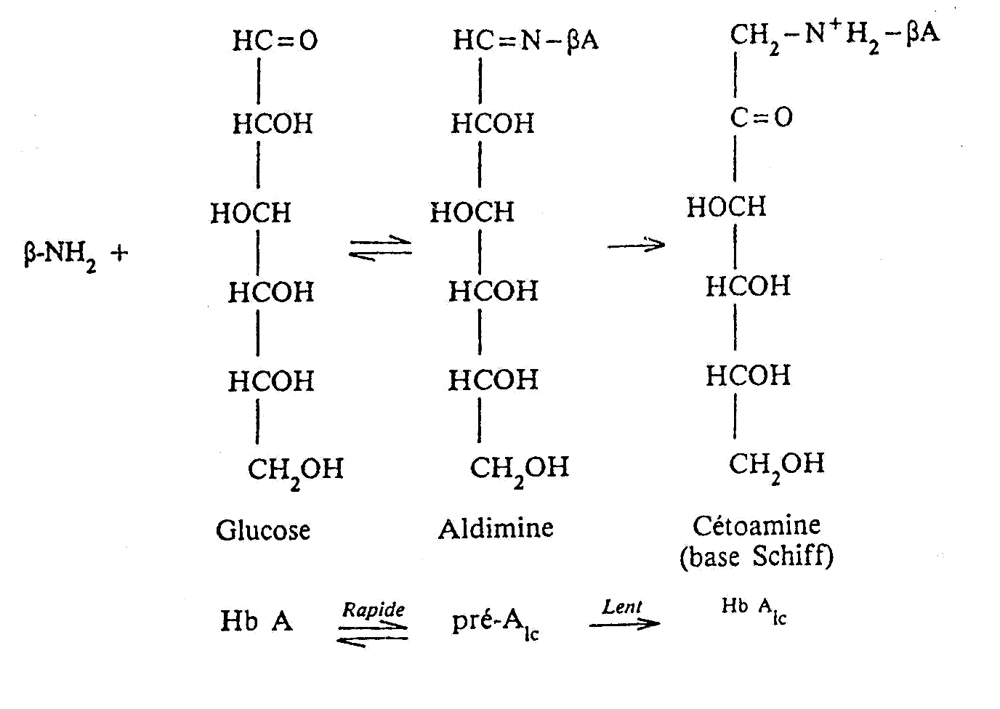 HC=O HC=N-βA CH₂-N⁺H₂-βA
HCOH HCOH C=O
HOCH HOCH HOCH
β-NH₂ +
HCOH HCOH HCOH
HCOH HCOH HCOH
CH₂OH CH₂OH CH₂OH
Glucose Aldimine Cétoamine
(base Schiff)
Rapide Lent
Hb A pré-A₁c Hb A₁c